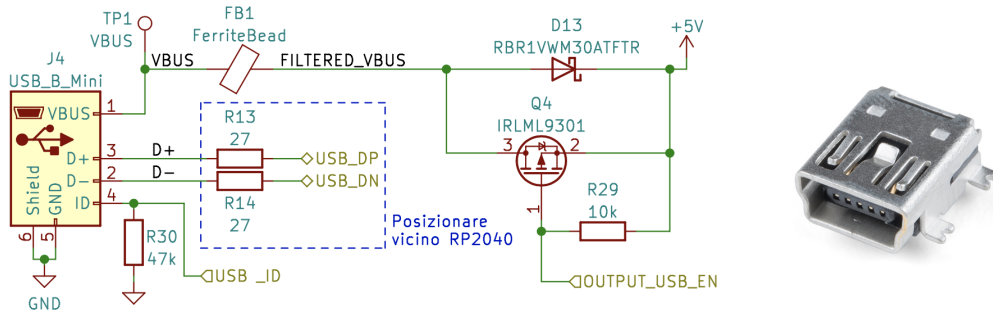 TP1
VBUS
FB1
FerriteBead
D13
RBR1VWM30ATFTR
+5V
J4
USB_B_Mini
VBUS
FILTERED_VBUS
VBUS
1
R13
27
Q4
IRLML9301
3
2
D+
3
D+
USB_DP
D-
2
D-
USB_DN
ID
4
R14
27
Shield
GND
6
5
R30
47k
Posizionare
vicino RP2040
1
R29
10k
USB _ID
OUTPUT_USB_EN
GND